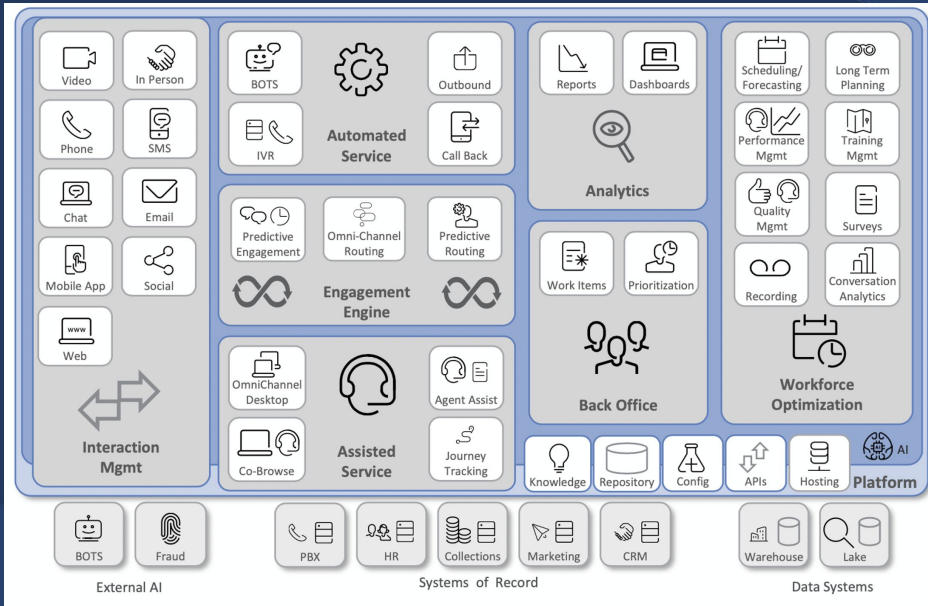 Video
In Person
Phone
SMS
Chat
Email
Mobile App
Social
www
Web
Interaction
Mgmt
BOTS
Outbound
IVR
Automated
Service
Call Back
Predictive
Engagement
Omni-Channel
Routing
Predictive
Routing
Engagement
Engine
OmniChannel
Desktop
Agent Assist
Co-Browse
Assisted
Service
Journey
Tracking
Reports
Dashboards
Analytics
Work Items
Prioritization
Back Office
Scheduling/
Forecasting
Long Term
Planning
Performance
Mgmt
Training
Mgmt
Quality
Mgmt
Surveys
Recording
Conversation
Analytics
Workforce
Optimization
Knowledge
Repository
Config
APIs
Hosting
AI
Platform
BOTS
Fraud
External AI
PBX
HR
Collections
Marketing
CRM
Systems of Record
Warehouse
Lake
Data Systems